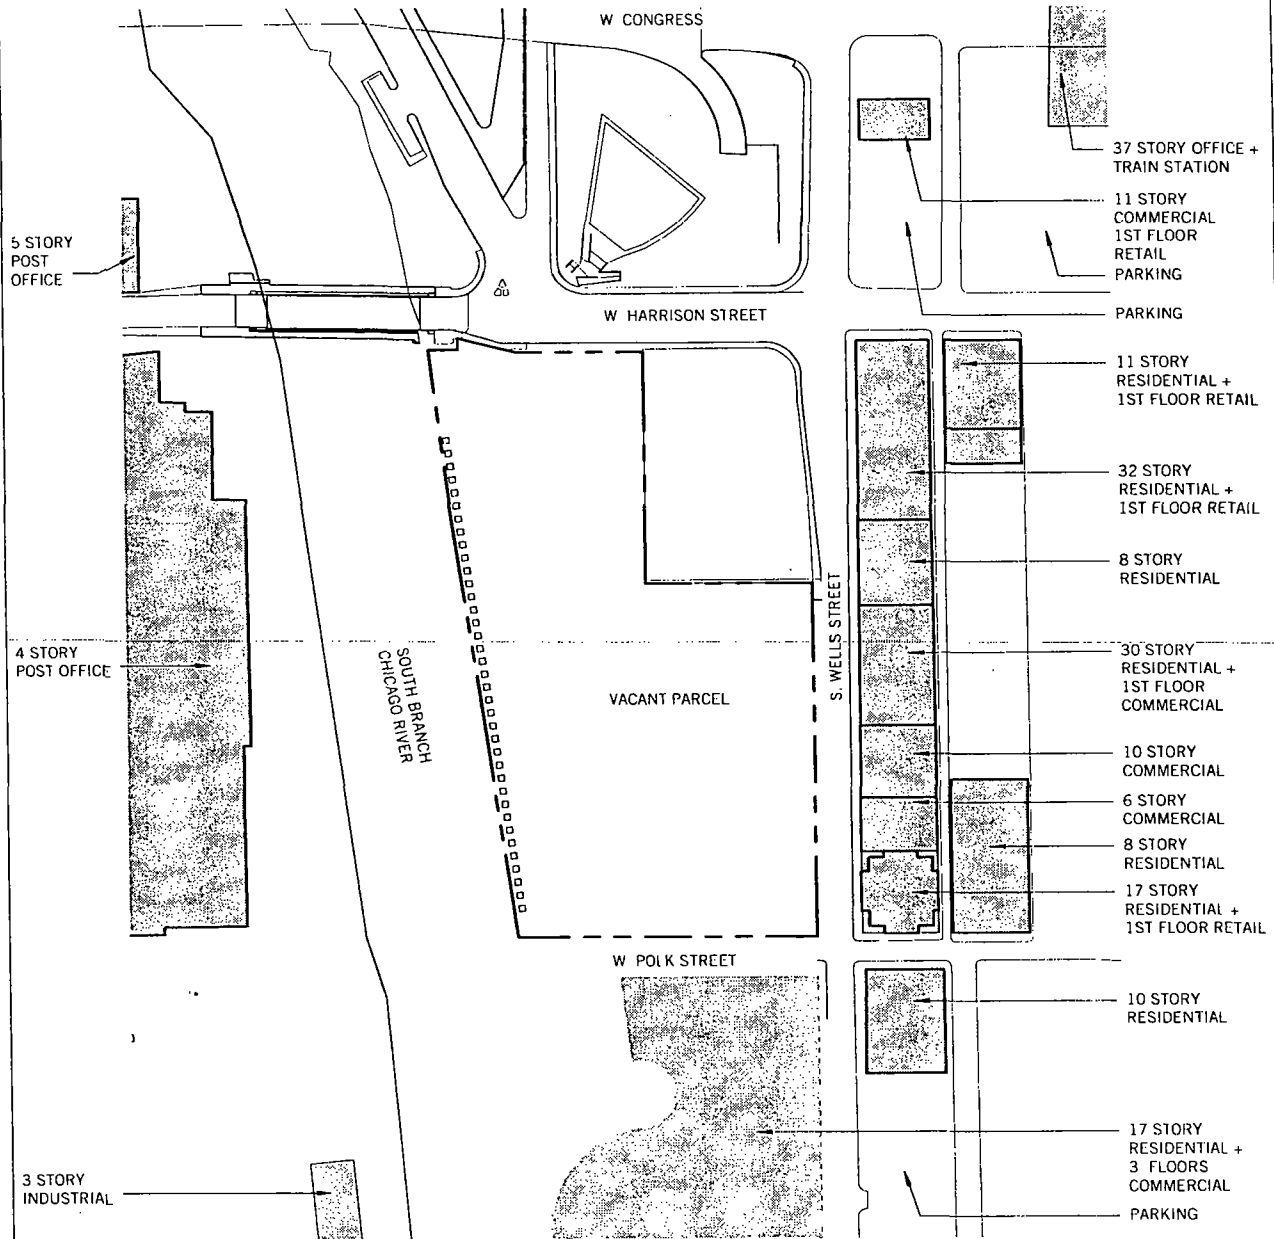 W CONGRESS
37 STORY OFFICE +
TRAIN STATION
11 STORY
COMMERCIAL
1ST FLOOR
RETAIL
PARKING
5 STORY
POST
OFFICE
W HARRISON STREET
PARKING
11 STORY
RESIDENTIAL +
1ST FLOOR RETAIL
32 STORY
RESIDENTIAL +
1ST FLOOR RETAIL
8 STORY
RESIDENTIAL
S. WELLS STREET
4 STORY
POST OFFICE
SOUTH BRANCH
CHICAGO RIVER
VACANT PARCEL
30 STORY
RESIDENTIAL +
1ST FLOOR
COMMERCIAL
10 STORY
COMMERCIAL
6 STORY
COMMERCIAL
8 STORY
RESIDENTIAL
17 STORY
RESIDENTIAL +
1ST FLOOR RETAIL
W POLK STREET
10 STORY
RESIDENTIAL
17 STORY
RESIDENTIAL +
3 FLOORS
COMMERCIAL
PARKING
3 STORY
INDUSTRIAL